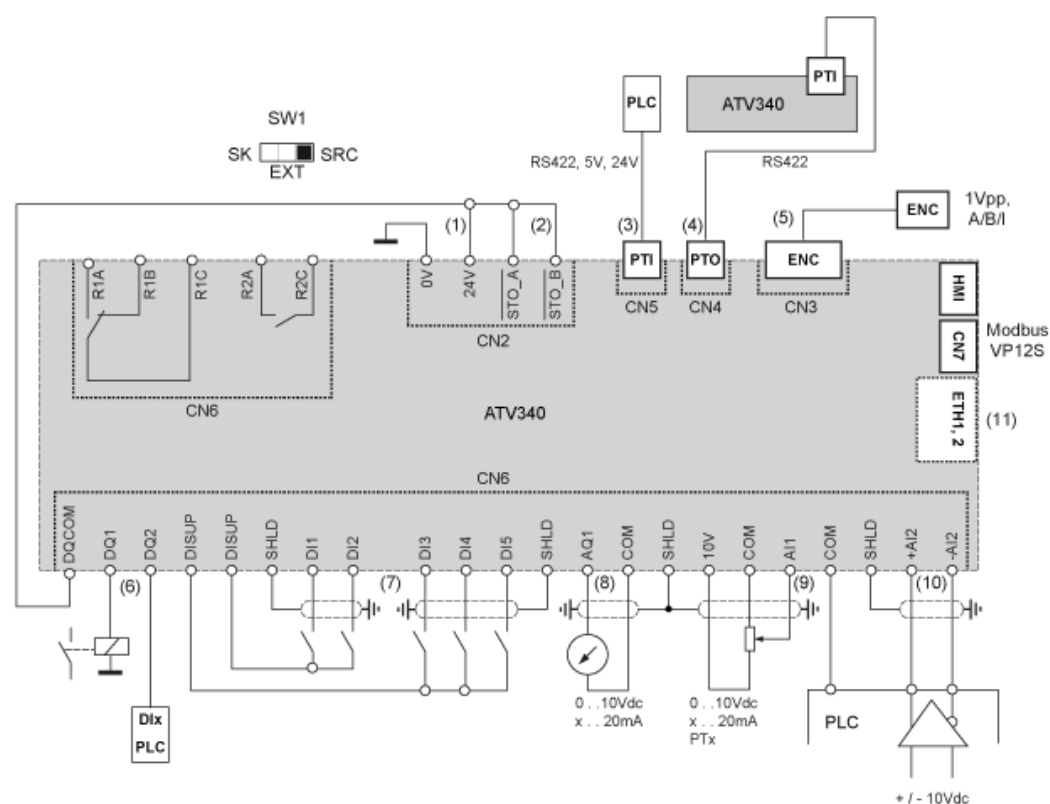 PTI
PLC
ATV340
SW1
SK
SRC
EXT
RS422, 5V, 24V
RS422
(1)
(2)
(3)
(4)
(5)
ENC
1Vpp,
A/B/I
R1A
R1B
R1C
R2A
R2C
0V
24V
STO_A
STO_B
PTI
PTO
ENC
HMI
CN5
CN4
CN3
CN2
CN7
Modbus
VP12S
CN6
ATV340
ETH1, 2
(11)
CN6
DQCOM
DQ1
DQ2
DISUP
DISUP
SHLD
DI1
DI2
DI3
DI4
DI5
SHLD
AQ1
COM
SHLD
10V
COM
AI1
COM
SHLD
+AI2
-AI2
(6)
(7)
(8)
(9)
(10)
0 . . 10Vdc
x . . 20mA
0 . . 10Vdc
x . . 20mA
PTx
DIx
PLC
PLC
+ / - 10Vdc